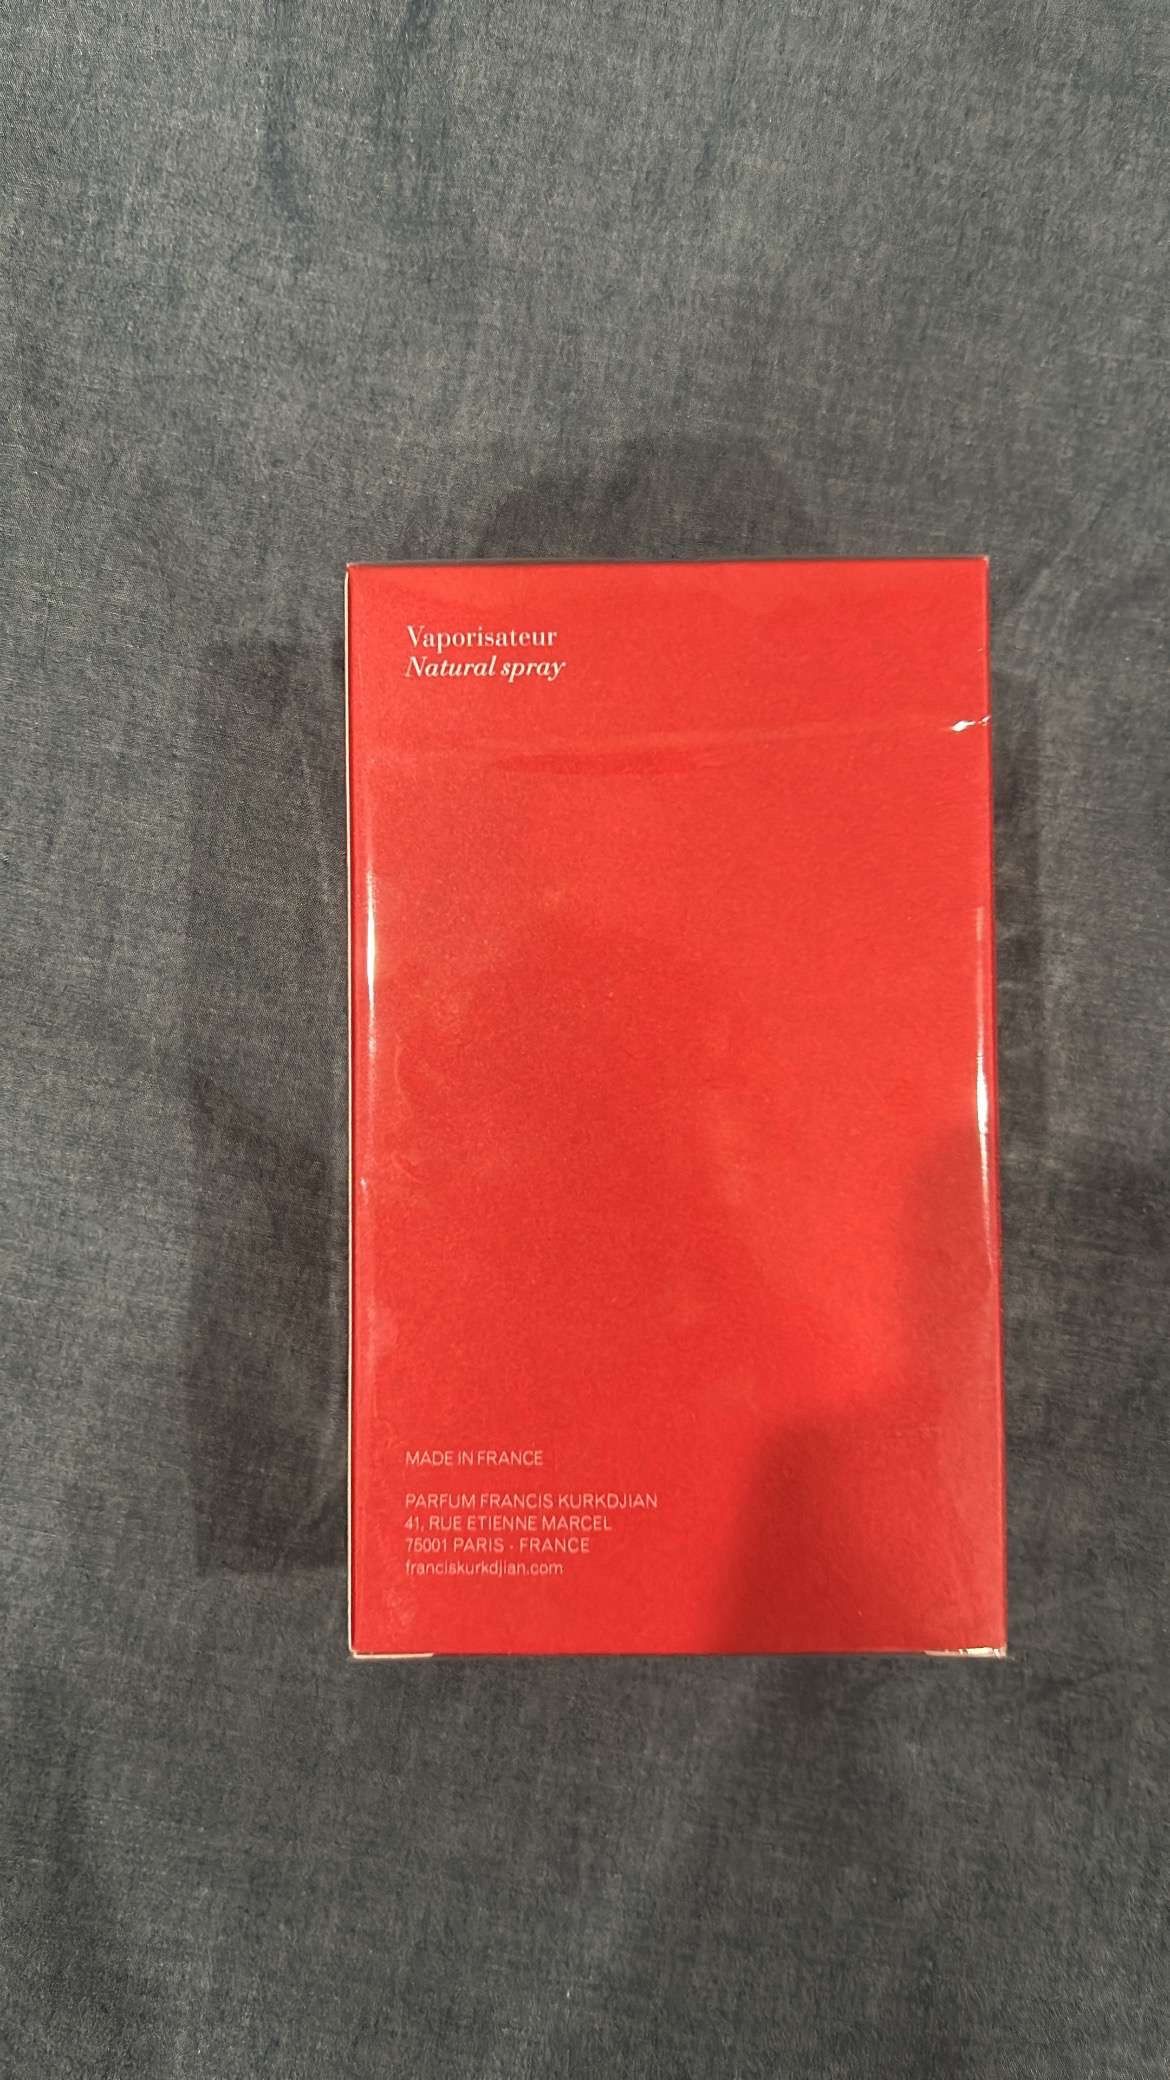 Vaporisateur
Natural spray
MADE IN FRANCE
PARFUM FRANCIS KURKDJIAN
41, RUE ETIENNE MARCEL
75001 PARIS - FRANCE
franciskurkdjian.com